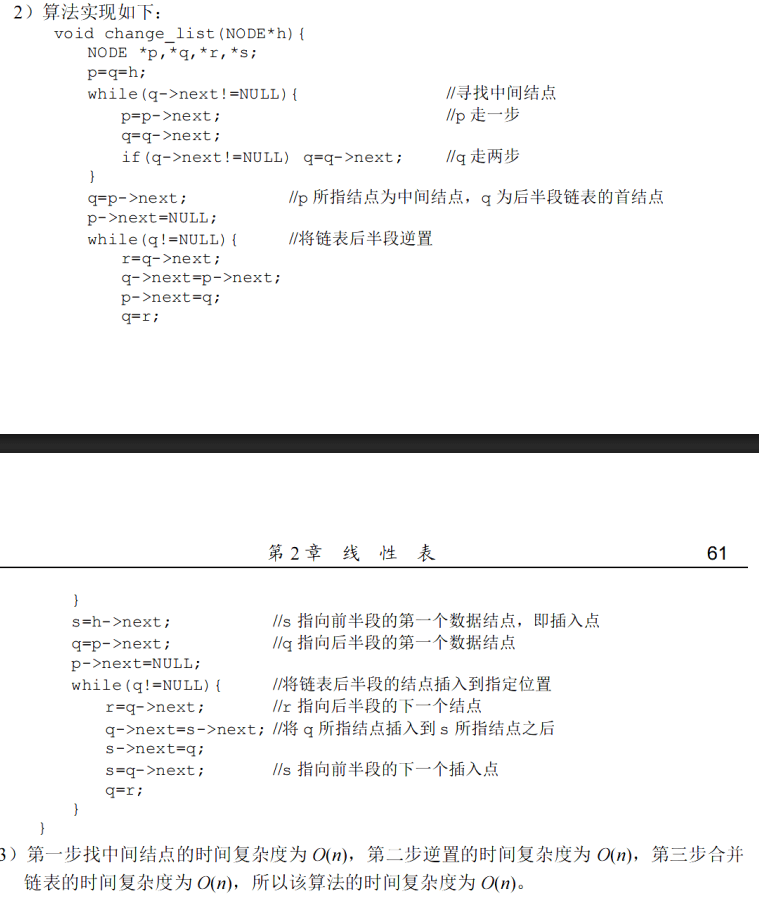 2）算法实现如下：
void change_list(NODE*h){
NODE *p,*q,*r,*s;
p=q=h;
while(q->next!=NULL){ //寻找中间结点
p=p->next; //p 走一步
q=q->next;
if(q->next!=NULL) q=q->next; //q 走两步
}
q=p->next; //p 所指结点为中间结点，q 为后半段链表的首结点
p->next=NULL;
while(q!=NULL){ //将链表后半段逆置
r=q->next;
q->next=p->next;
p->next=q;
q=r;
第 2 章 线 性 表 61
}
s=h->next; //s 指向前半段的第一个数据结点，即插入点
q=p->next; //q 指向后半段的第一个数据结点
p->next=NULL;
while(q!=NULL){ //将链表后半段的结点插入到指定位置
r=q->next; //r 指向后半段的下一个结点
q->next=s->next; //将 q 所指结点插入到 s 所指结点之后
s->next=q;
s=q->next; //s 指向前半段的下一个插入点
q=r;
}
}
3）第一步找中间结点的时间复杂度为 O(n)，第二步逆置的时间复杂度为 O(n)，第三步合并
链表的时间复杂度为 O(n)，所以该算法的时间复杂度为 O(n)。